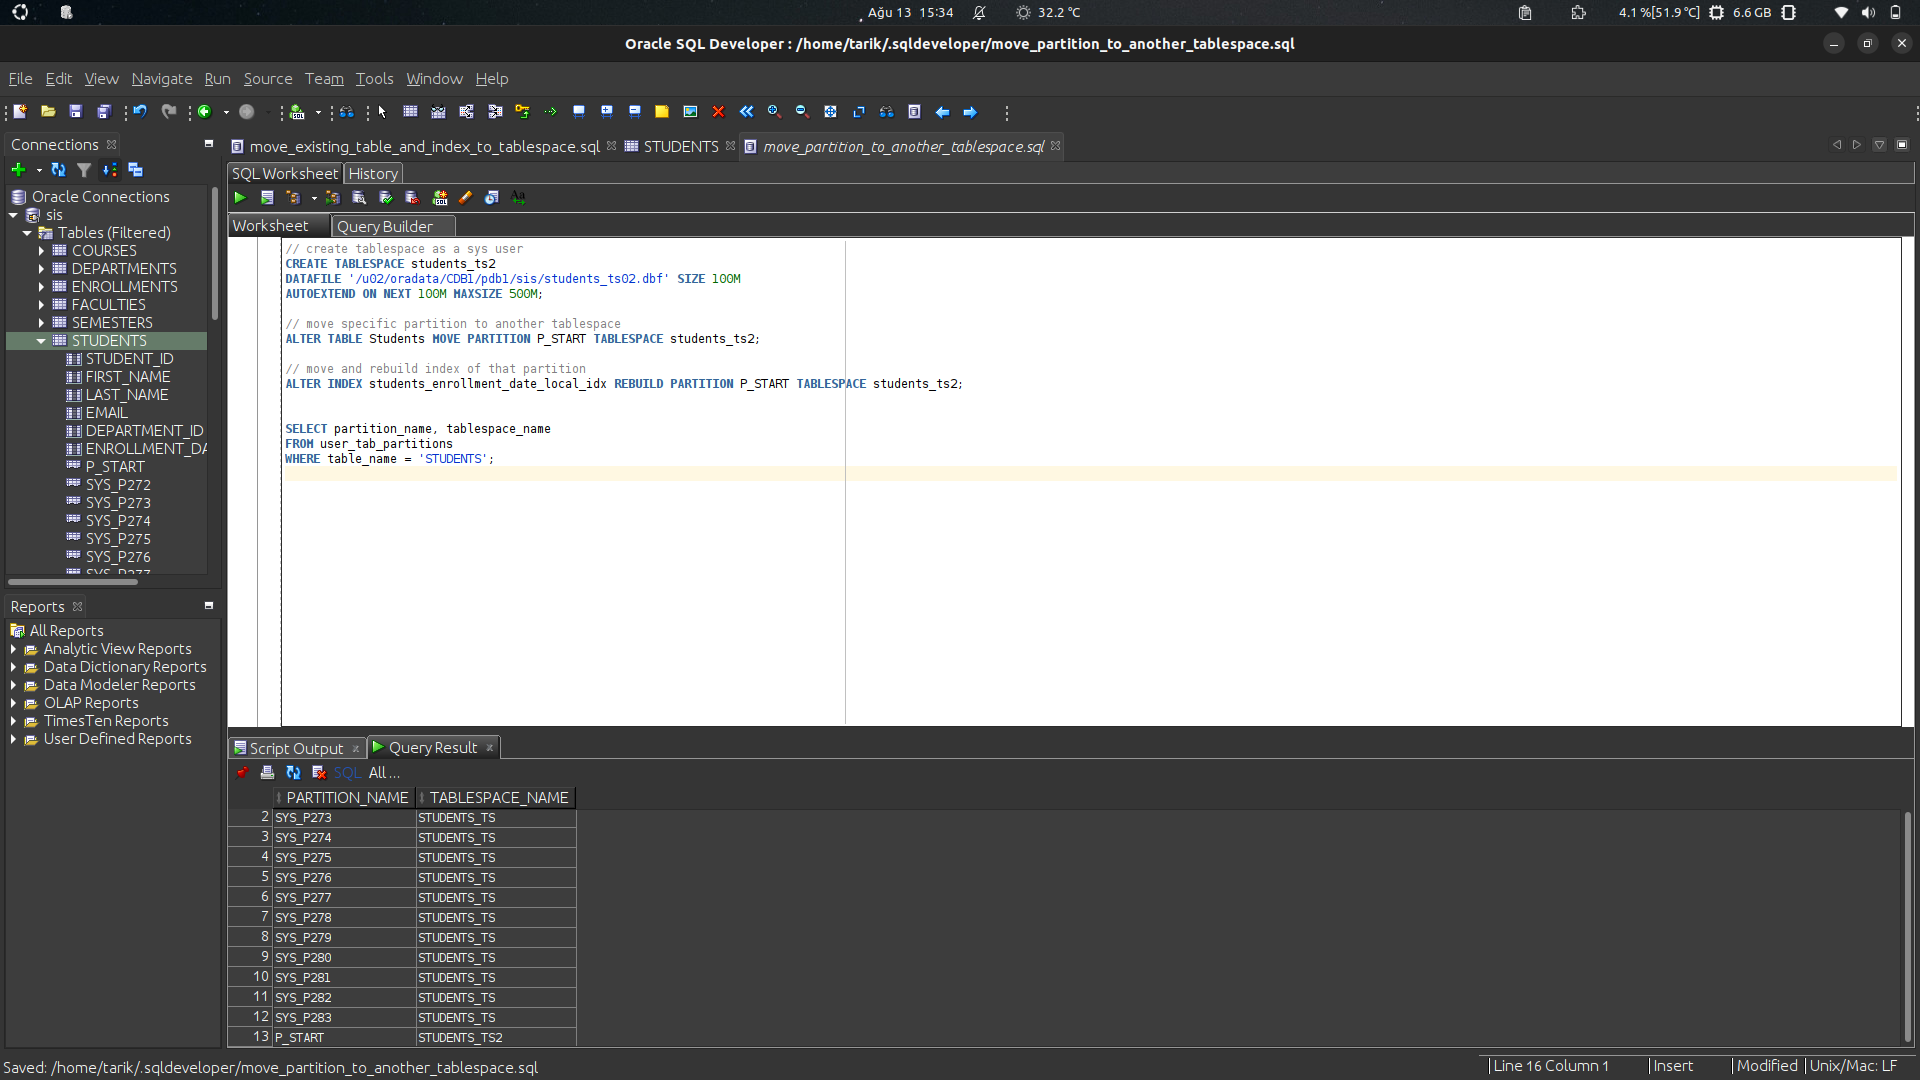 Ağu 13 15:34
32.2 °C
4.1 %[51.9 °C]
6.6 GB
Oracle SQL Developer : /home/tarik/.sqldeveloper/move_partition_to_another_tablespace.sql
File Edit View Navigate Run Source Team Tools Window Help
Connections
move_existing_table_and_index_to_tablespace.sql
STUDENTS
move_partition_to_another_tablespace.sql
SQL Worksheet History
Oracle Connections
sis
Tables (Filtered)
COURSES
DEPARTMENTS
ENROLLMENTS
FACULTIES
SEMESTERS
STUDENTS
STUDENT_ID
FIRST_NAME
LAST_NAME
EMAIL
DEPARTMENT_ID
ENROLLMENT_DA
P_START
SYS_P272
SYS_P273
SYS_P274
SYS_P275
SYS_P276
SYS_P277
Reports
All Reports
Analytic View Reports
Data Dictionary Reports
Data Modeler Reports
OLAP Reports
TimesTen Reports
User Defined Reports
Worksheet Query Builder
// create tablespace as a sys user
CREATE TABLESPACE students_ts2
DATAFILE '/u02/oradata/CDB1/pdb1/sis/students_ts02.dbf' SIZE 100M
AUTOEXTEND ON NEXT 100M MAXSIZE 500M;
// move specific partition to another tablespace
ALTER TABLE Students MOVE PARTITION P_START TABLESPACE students_ts2;
// move and rebuild index of that partition
ALTER INDEX students_enrollment_date_local_idx REBUILD PARTITION P_START TABLESPACE students_ts2;
SELECT partition_name, tablespace_name
FROM user_tab_partitions
WHERE table_name = 'STUDENTS';
Script Output
Query Result
SQL All ...
PARTITION_NAME TABLESPACE_NAME
2 SYS_P273 STUDENTS_TS
3 SYS_P274 STUDENTS_TS
4 SYS_P275 STUDENTS_TS
5 SYS_P276 STUDENTS_TS
6 SYS_P277 STUDENTS_TS
7 SYS_P278 STUDENTS_TS
8 SYS_P279 STUDENTS_TS
9 SYS_P280 STUDENTS_TS
10 SYS_P281 STUDENTS_TS
11 SYS_P282 STUDENTS_TS
12 SYS_P283 STUDENTS_TS
13 P_START STUDENTS_TS2
Saved: /home/tarik/.sqldeveloper/move_partition_to_another_tablespace.sql
Line 16 Column 1
Insert
Modified
Unix/Mac: LF